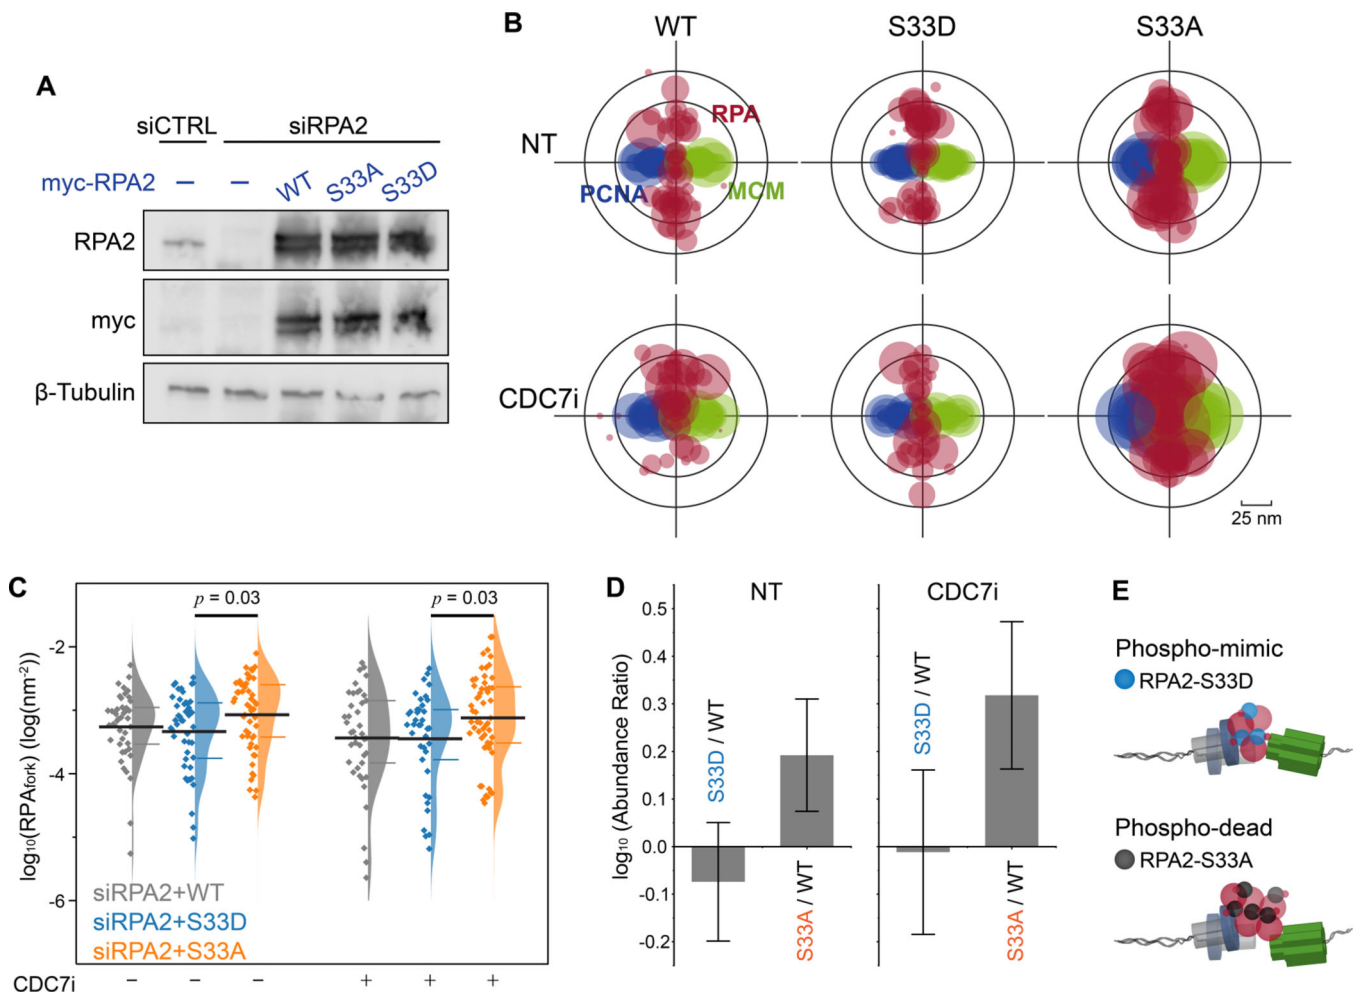 A
siCTRL siRPA2
myc-RPA2 – – WT S33A S33D
RPA2
myc
β-Tubulin
B
WT S33D S33A
NT
RPA
PCNA MCM
CDC7i
25 nm
C
p = 0.03 p = 0.03
log₁₀(RPAfork) (log(nm⁻²))
-2
-4
-6
siRPA2+WT
siRPA2+S33D
siRPA2+S33A
CDC7i – – – + + +
D
NT CDC7i
log₁₀ (Abundance Ratio)
0.5
0.4
0.3
0.2
0.1
0.0
-0.1
-0.2
S33D / WT
S33A / WT
S33D / WT
S33A / WT
E
Phospho-mimic
RPA2-S33D
Phospho-dead
RPA2-S33A